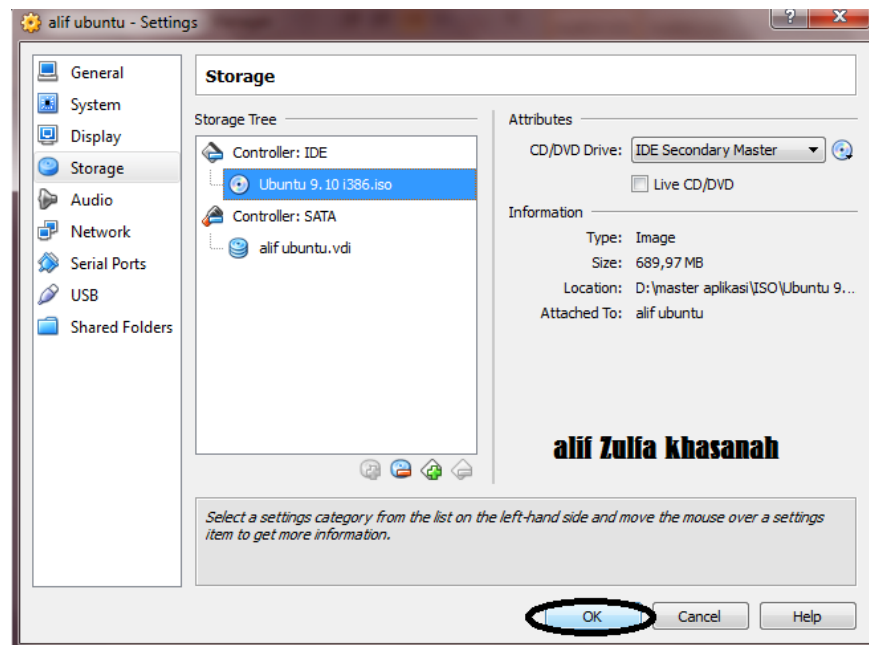 alif ubuntu - Settings
General
System
Display
Storage
Audio
Network
Serial Ports
USB
Shared Folders
Storage
Storage Tree
Controller: IDE
Ubuntu 9.10 i386.iso
Controller: SATA
alif ubuntu.vdi
Attributes
CD/DVD Drive: IDE Secondary Master
Live CD/DVD
Information
Type: Image
Size: 689,97 MB
Location: D:\master aplikasi\ISO\Ubuntu 9...
Attached To: alif ubuntu
alif Zulfa khasanah
Select a settings category from the list on the left-hand side and move the mouse over a settings
item to get more information.
OK Cancel Help